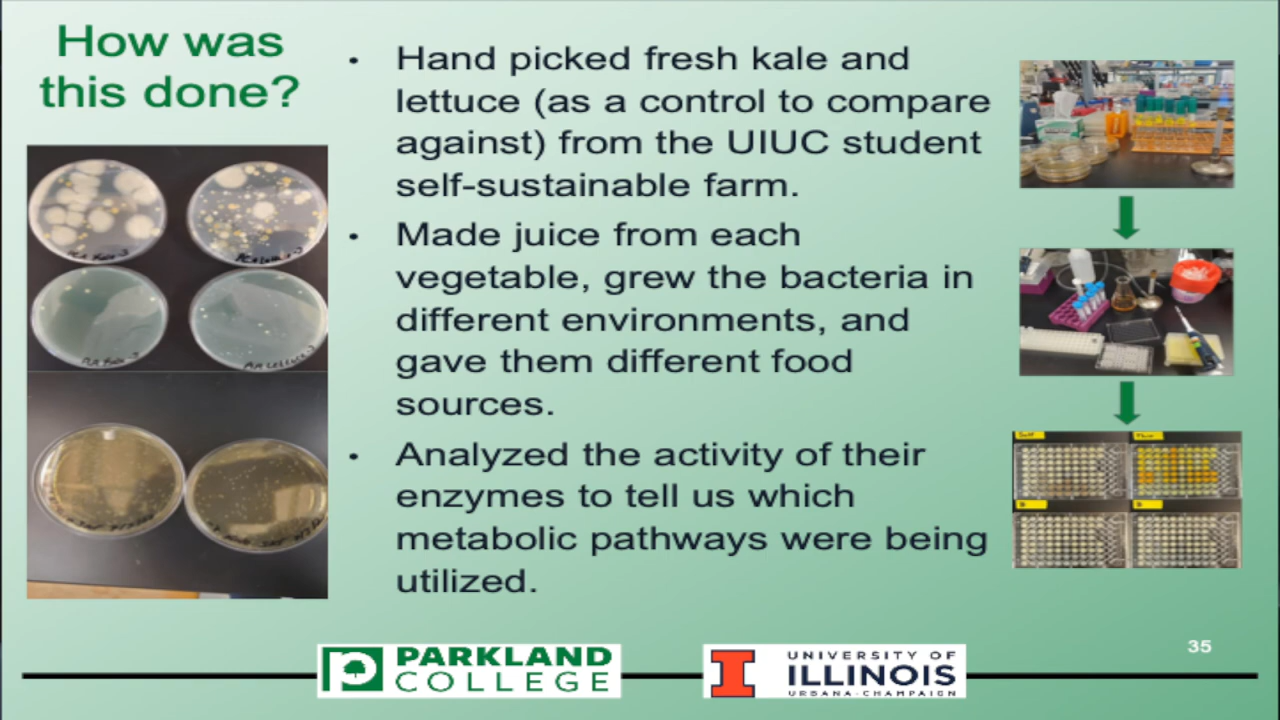 How was
this done?
• Hand picked fresh kale and
lettuce (as a control to compare
against) from the UIUC student
self-sustainable farm.
• Made juice from each
vegetable, grew the bacteria in
different environments, and
gave them different food
sources.
• Analyzed the activity of their
enzymes to tell us which
metabolic pathways were being
utilized.
PARKLAND
COLLEGE
UNIVERSITY OF
ILLINOIS
URBANA-CHAMPAIGN
35